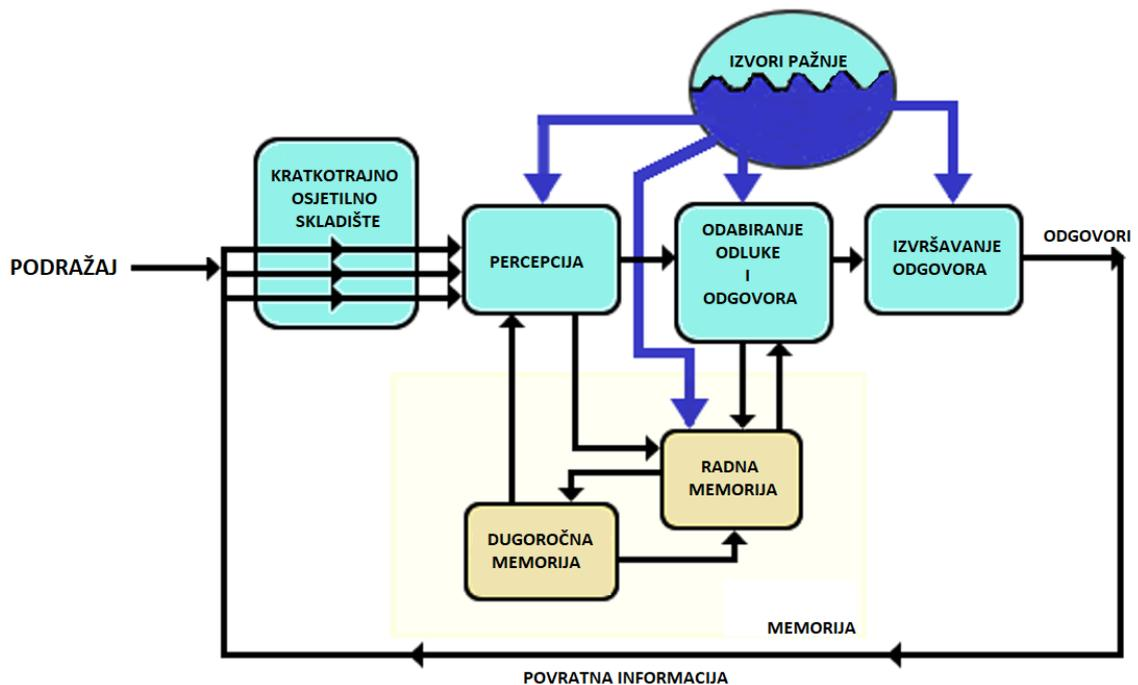 IZVORI PAŽNJE
KRATKOTRAJNO
OSJETILNO
SKLADIŠTE
PODRAŽAJ
PERCEPCIJA
ODABIRANJE
ODLUKE
I
ODGOVORA
IZVRŠAVANJE
ODGOVORA
ODGOVORI
RADNA
MEMORIJA
DUGOROČNA
MEMORIJA
MEMORIJA
POVRATNA INFORMACIJA